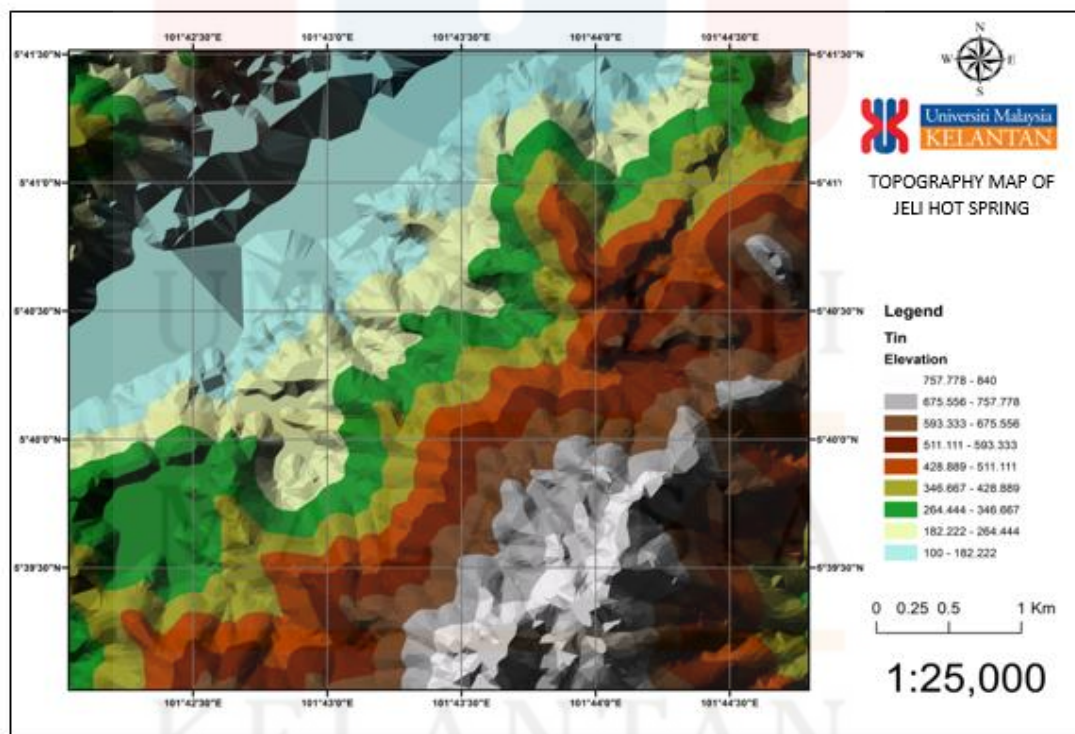 101°42'30"E 101°43'0"E 101°43'30"E 101°44'0"E 101°44'30"E
5°41'30"N 5°41'30"N
5°41'0"N 5°41'
5°40'30"N 5°40'30"N
5°40'0"N 5°40'0"N
5°39'30"N 5°39'30"N
101°42'30"E 101°43'0"E 101°43'30"E 101°44'0"E 101°44'30"E
N
W E
S
Universiti Malaysia
KELANTAN
TOPOGRAPHY MAP OF
JELI HOT SPRING
Legend
Tin
Elevation
757.778 - 840
675.556 - 757.778
593.333 - 675.556
511.111 - 593.333
428.889 - 511.111
346.667 - 428.889
264.444 - 346.667
182.222 - 264.444
100 - 182.222
0 0.25 0.5 1 Km
1:25,000
KELANTAN